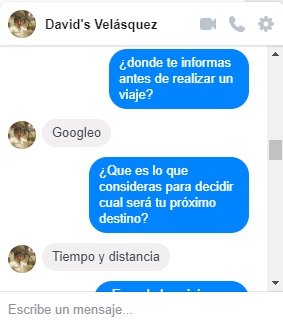 David's Velásquez
¿donde te informas
antes de realizar un
viaje?
Googleo
¿Que es lo que
consideras para decidir
cual será tu próximo
destino?
Tiempo y distancia
Escribe un mensaje...